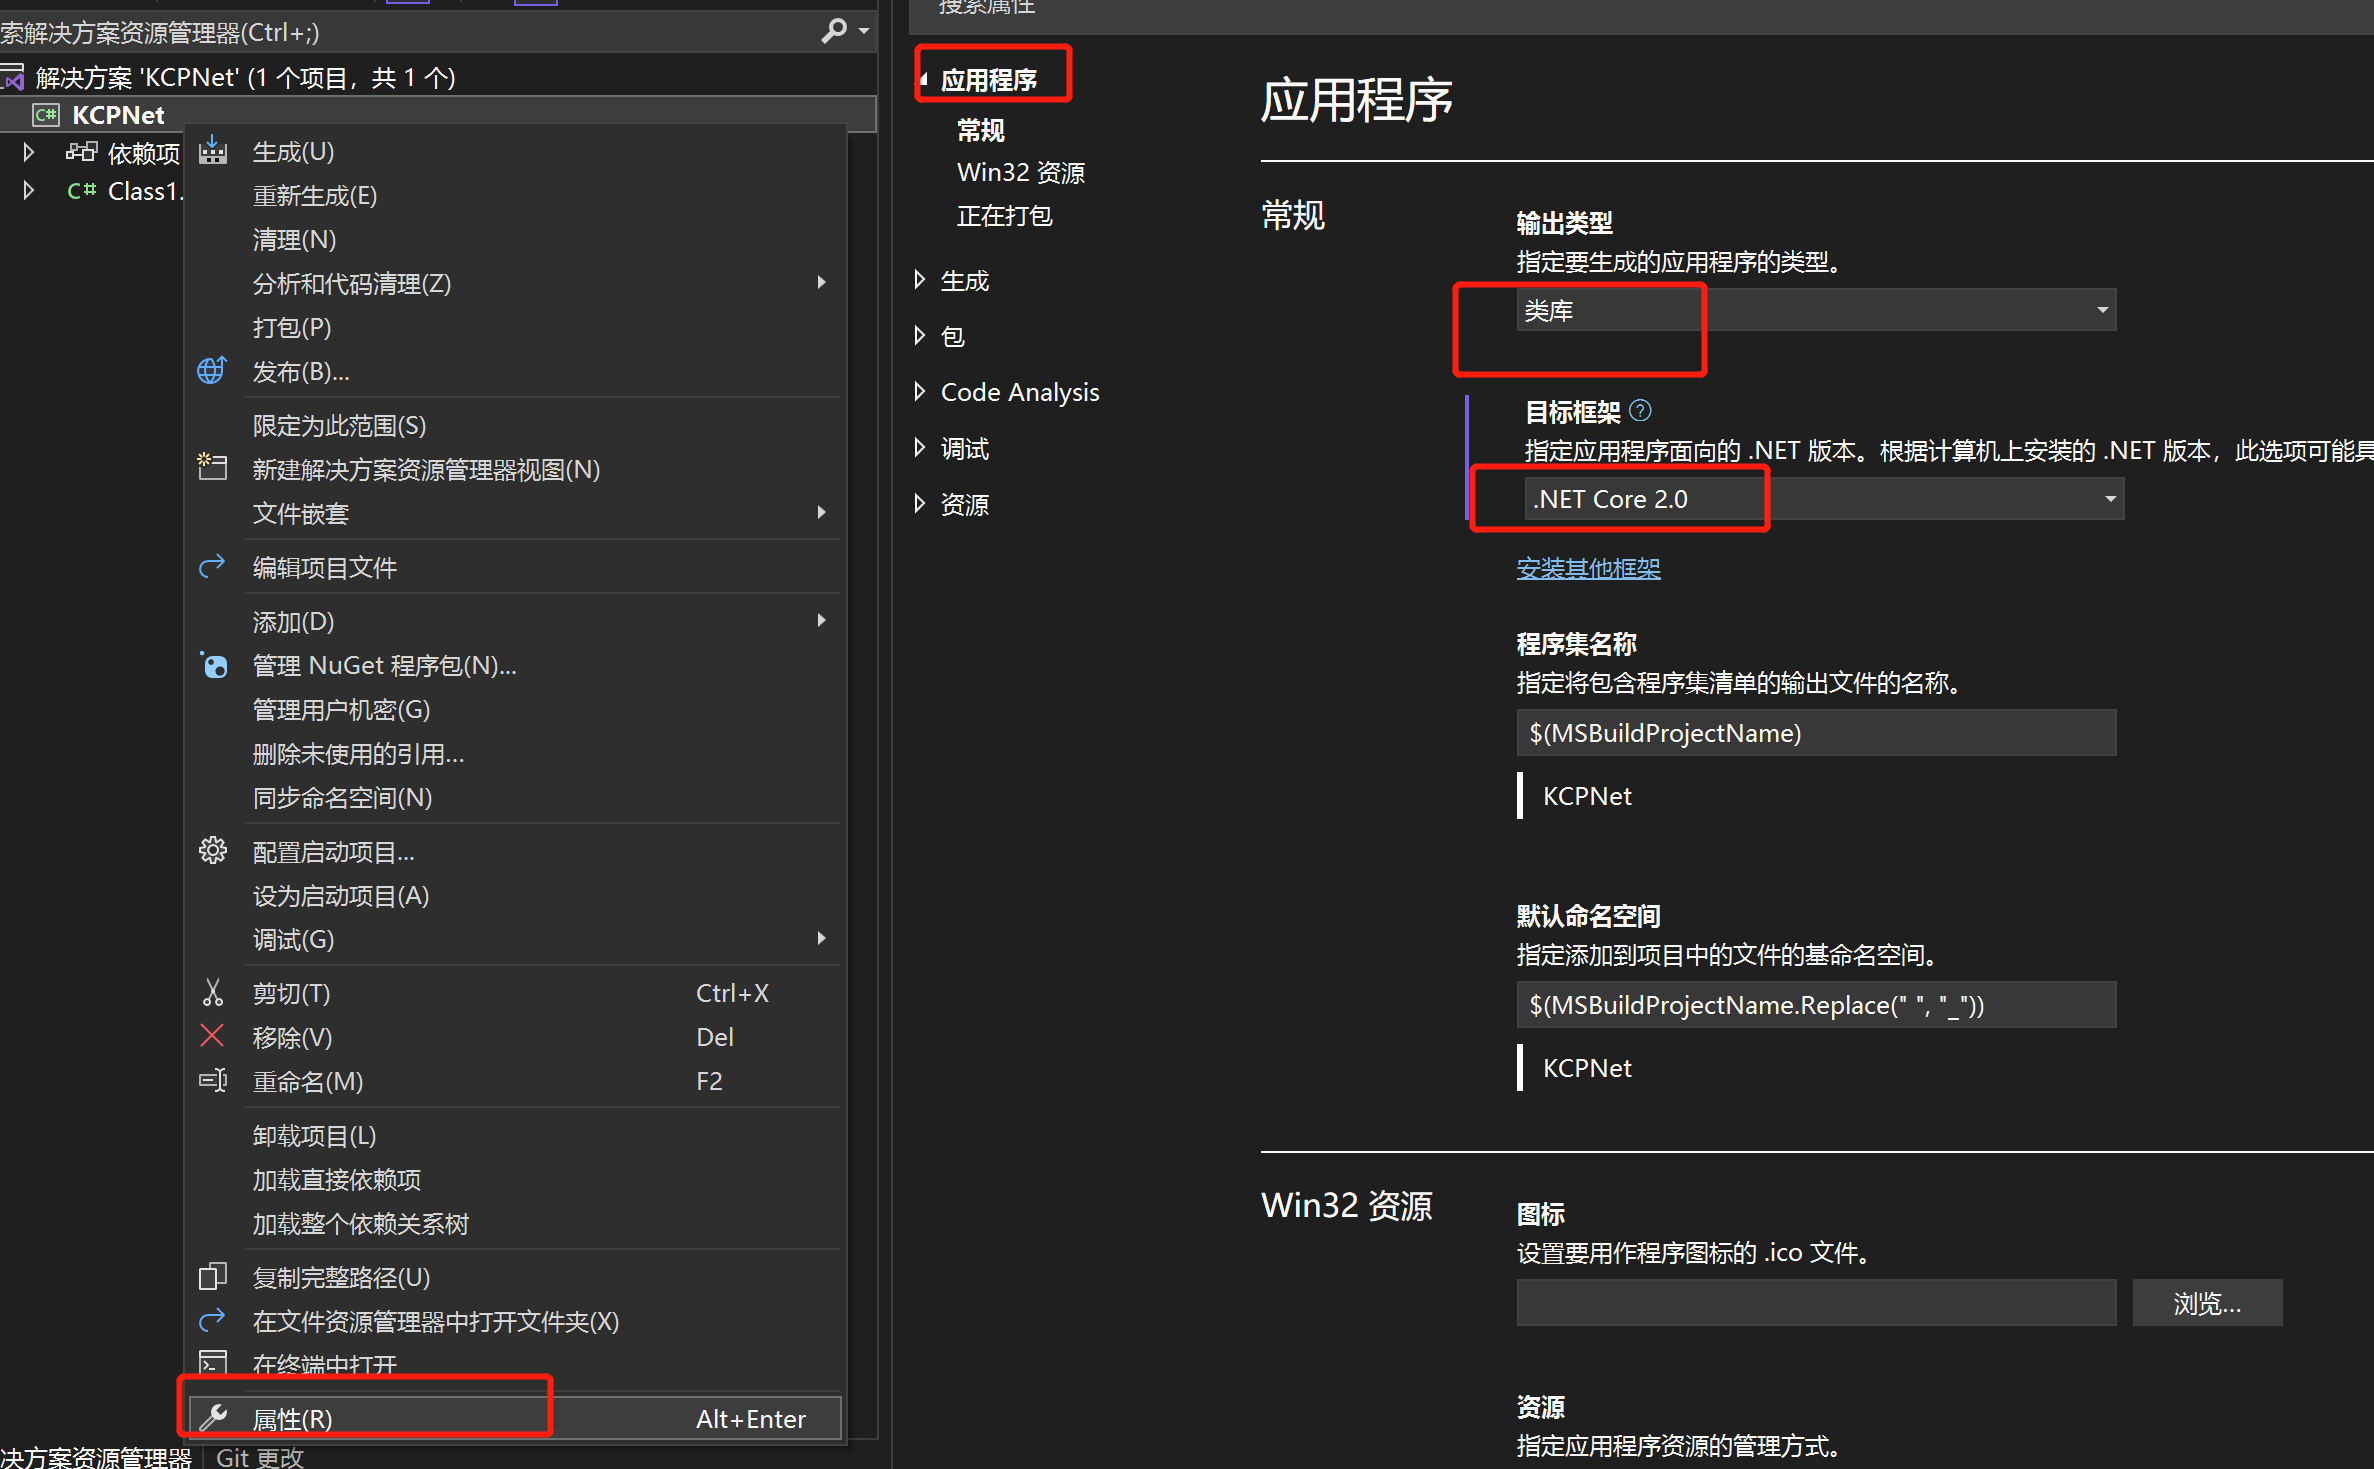 索解决方案资源管理器(Ctrl+;)
解决方案 'KCPNet' (1 个项目，共 1 个)
C# KCPNet
依赖项
C# Class1.
生成(U)
重新生成(E)
清理(N)
分析和代码清理(Z)
打包(P)
发布(B)...
限定为此范围(S)
新建解决方案资源管理器视图(N)
文件嵌套
编辑项目文件
添加(D)
管理 NuGet 程序包(N)...
管理用户机密(G)
删除未使用的引用...
同步命名空间(N)
配置启动项目...
设为启动项目(A)
调试(G)
剪切(T) Ctrl+X
移除(V) Del
重命名(M) F2
卸载项目(L)
加载直接依赖项
加载整个依赖关系树
复制完整路径(U)
在文件资源管理器中打开文件夹(X)
在终端中打开
属性(R) Alt+Enter
决方案资源管理器 Git 更改
搜索属性
应用程序
常规
Win32 资源
正在打包
生成
包
Code Analysis
调试
资源
应用程序
常规
输出类型
指定要生成的应用程序的类型。
类库
目标框架
指定应用程序面向的 .NET 版本。根据计算机上安装的 .NET 版本，此选项可能具
.NET Core 2.0
安装其他框架
程序集名称
指定将包含程序集清单的输出文件的名称。
$(MSBuildProjectName)
KCPNet
默认命名空间
指定添加到项目中的文件的基命名空间。
$(MSBuildProjectName.Replace(" ", "_"))
KCPNet
Win32 资源
图标
设置要用作程序图标的 .ico 文件。
浏览...
资源
指定应用程序资源的管理方式。